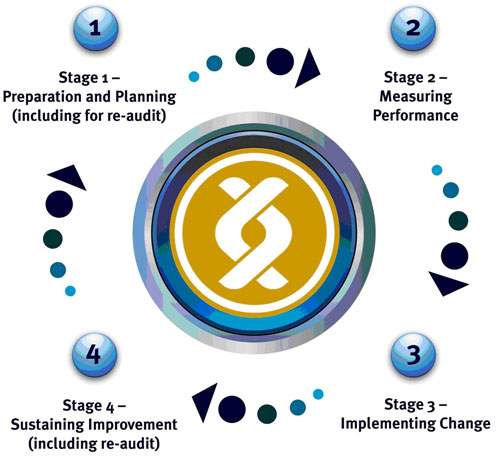 1
Stage 1 –
Preparation and Planning
(including for re-audit)
2
Stage 2 –
Measuring
Performance
3
Stage 3 –
Implementing Change
4
Stage 4 –
Sustaining Improvement
(including re-audit)